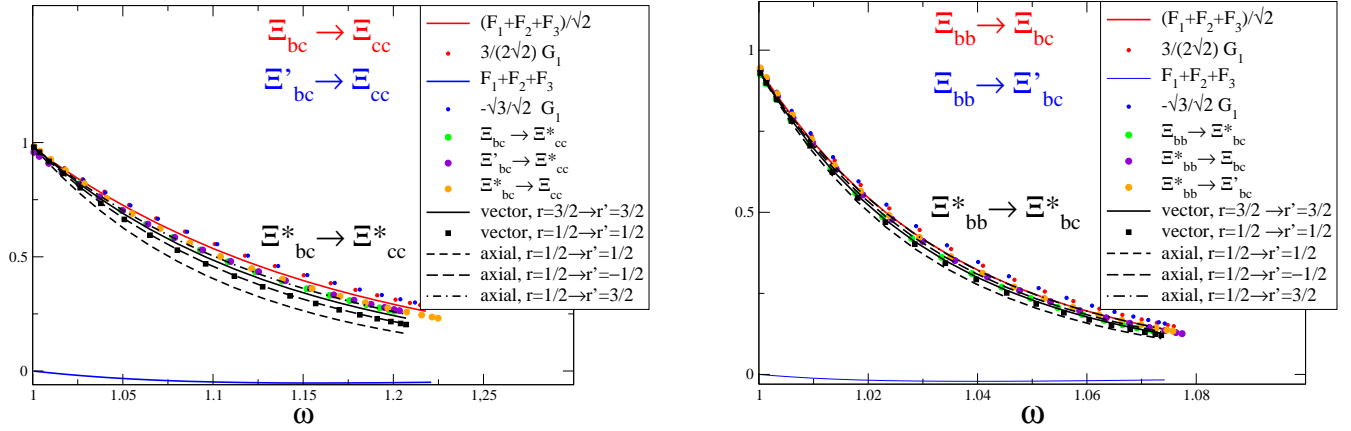 Ξbc → Ξcc
Ξ'bc → Ξcc
Ξ*bc → Ξ*cc
(F1+F2+F3)/√2
3/(2√2) G1
F1+F2+F3
-√3/√2 G1
Ξbc → Ξ*cc
Ξ'bc → Ξ*cc
Ξ*bc → Ξcc
vector, r=3/2→r'=3/2
vector, r=1/2→r'=1/2
axial, r=1/2→r'=1/2
axial, r=1/2→r'=−1/2
axial, r=1/2→r'=3/2
1
0.5
0
1 1.05 1.1 1.15 1.2 1,25
ω
Ξbb → Ξbc
Ξbb → Ξ'bc
Ξ*bb → Ξ*bc
(F1+F2+F3)/√2
3/(2√2) G1
F1+F2+F3
-√3/√2 G1
Ξbb → Ξ*bc
Ξ*bb → Ξbc
Ξ*bb → Ξ'bc
vector, r=3/2 →r'=3/2
vector, r=1/2 →r'=1/2
axial, r=1/2→r'=1/2
axial, r=1/2→r'=−1/2
axial, r=1/2→r'=3/2
1
0.5
0
1 1.02 1.04 1.06 1.08
ω